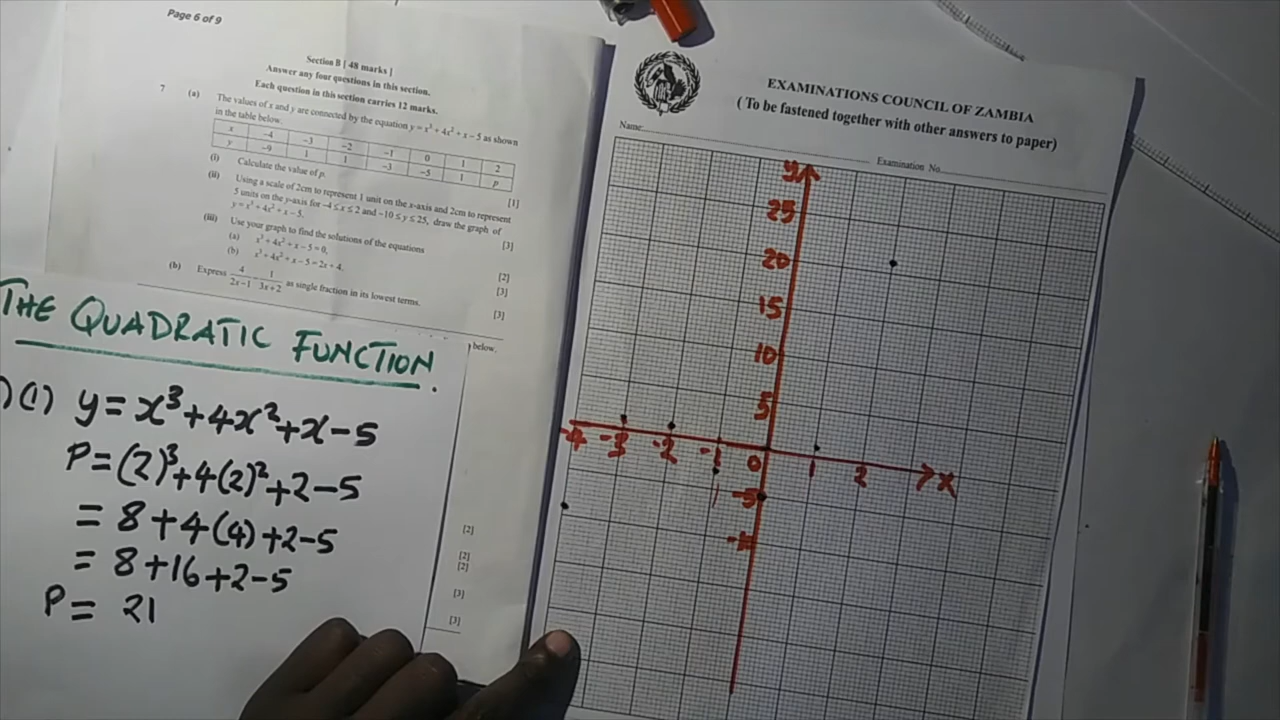 Page 6 of 9
Section B [ 48 marks ]
Answer any four questions in this section.
Each question in this section carries 12 marks.
7 (a) The values of x and y are connected by the equation y = x³ + 4x² + x − 5 as shown
in the table below.
x −4 −3 −2 −1 0 1 2
y −9 1 1 −3 −5 1 p
(i) Calculate the value of p. [1]
(ii) Using a scale of 2cm to represent 1 unit on the x-axis and 2cm to represent
5 units on the y-axis for −4 ≤ x ≤ 2 and −10 ≤ y ≤ 25, draw the graph of
y = x³ + 4x² + x − 5. [3]
(iii) Use your graph to find the solutions of the equations
(a) x³ + 4x² + x − 5 = 0, [2]
(b) x³ + 4x² + x − 5 = 2x + 4. [3]
(b) Express 4/(2x−1) − 1/(3x+2) as single fraction in its lowest terms. [3]
below.
[2]
[2]
[2]
[3]
[3]
THE QUADRATIC FUNCTION.
)(1) y = x³ + 4x² + x − 5
P = (2)³ + 4(2)² + 2 − 5
= 8 + 4(4) + 2 − 5
= 8 + 16 + 2 − 5
P = 21
EXAMINATIONS COUNCIL OF ZAMBIA
( To be fastened together with other answers to paper)
Name: Examination No.
y
25
20
15
10
5
-4 -3 -2 -1 0 1 2 x
-5